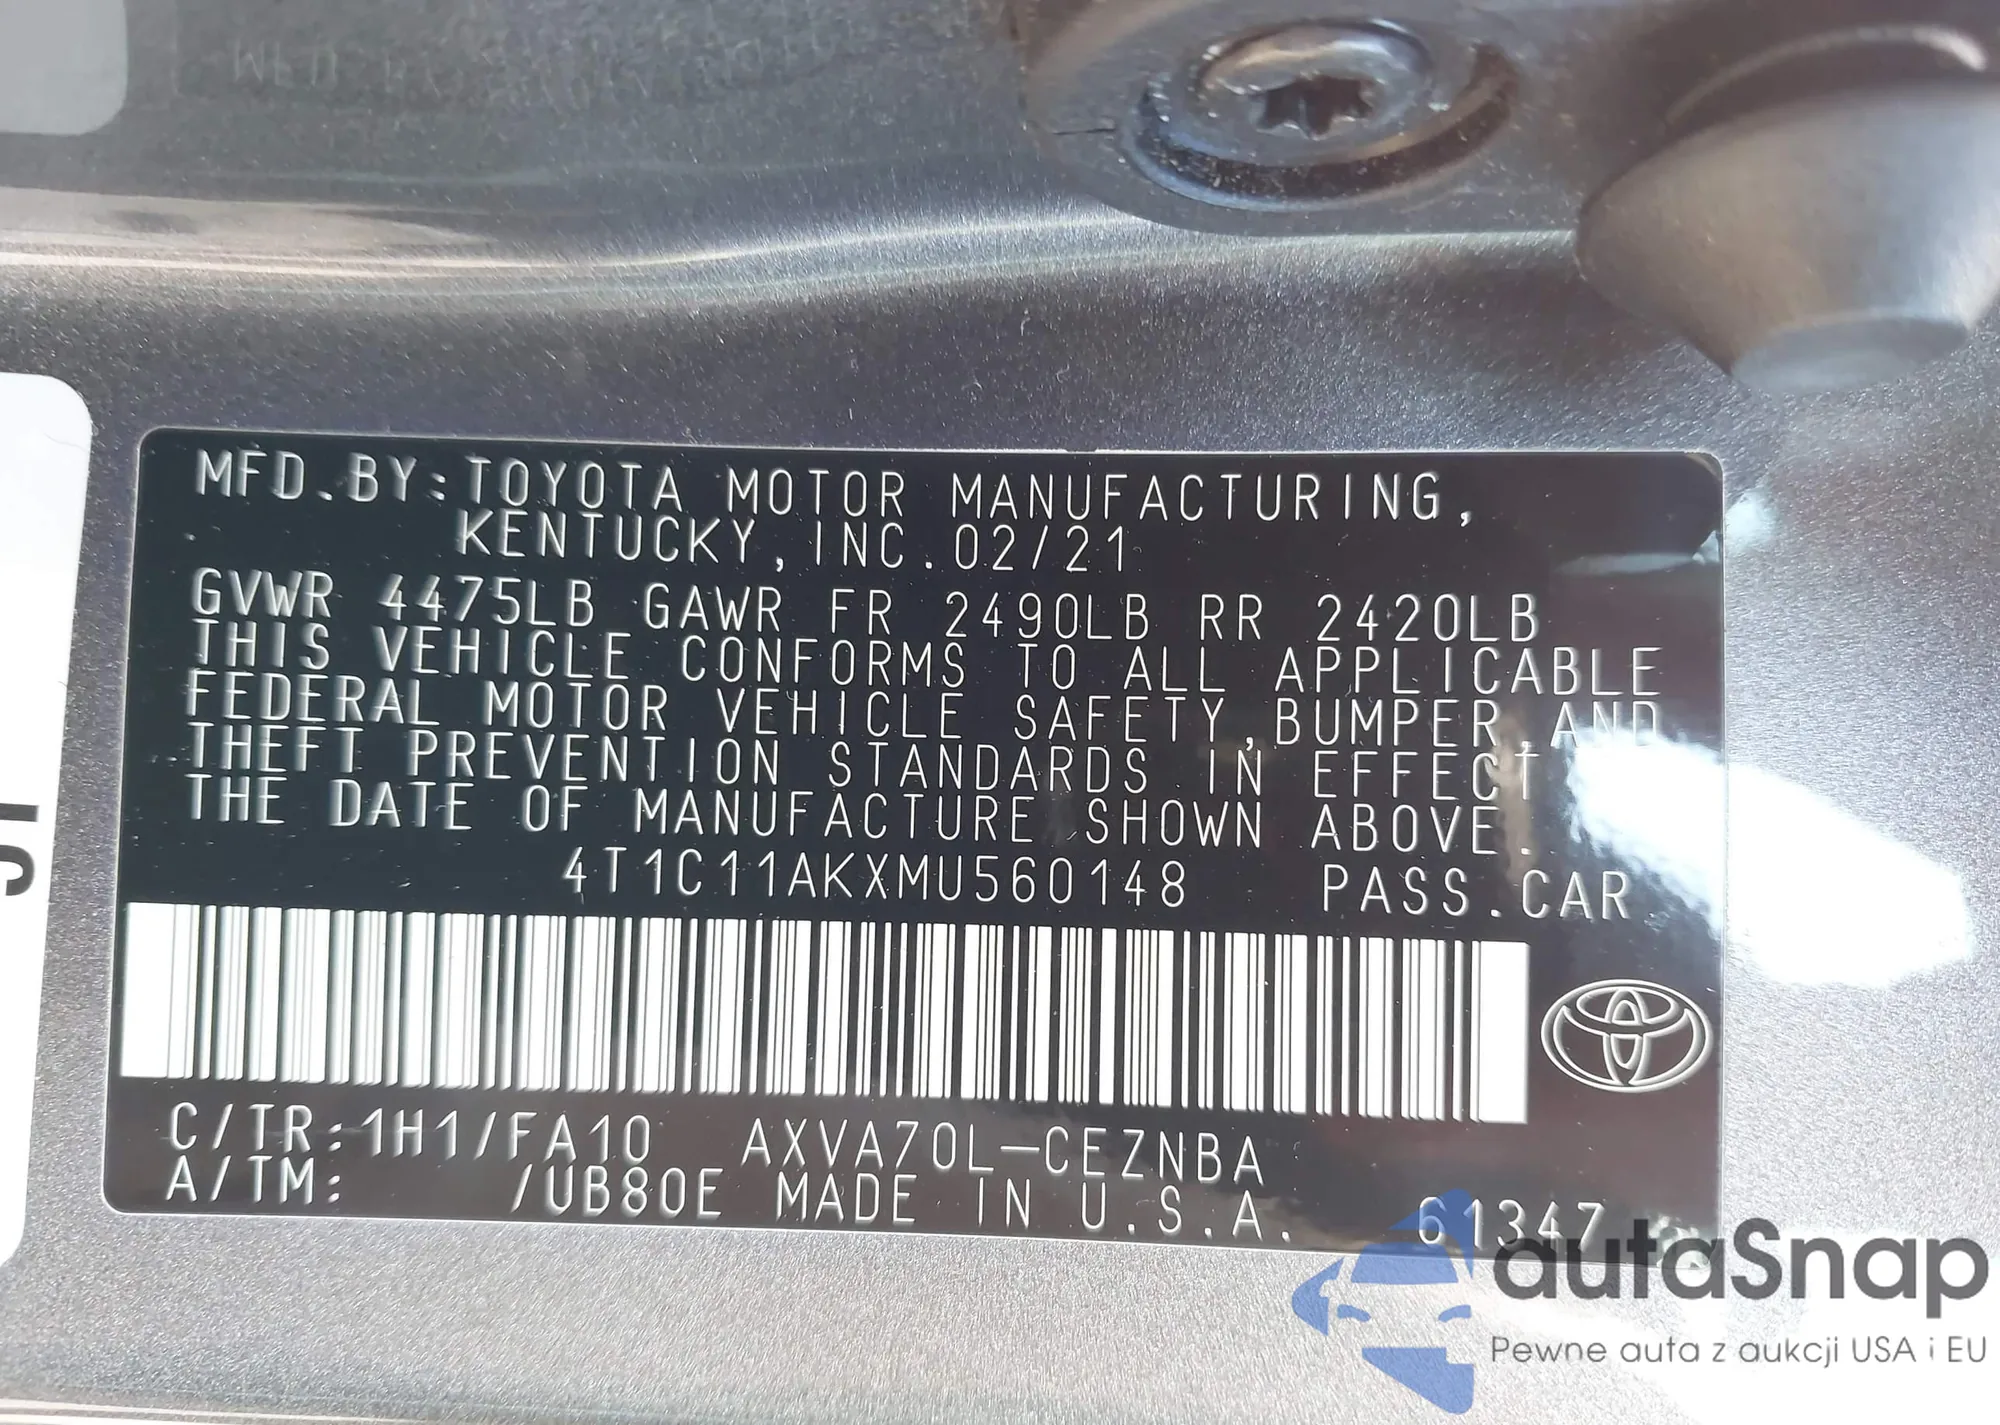 MFD.BY:TOYOTA MOTOR MANUFACTURING,
KENTUCKY,INC.02/21
GVWR 4475LB GAWR FR 2490LB RR 2420LB
THIS VEHICLE CONFORMS TO ALL APPLICABLE
FEDERAL MOTOR VEHICLE SAFETY,BUMPER,AND
THEFT PREVENTION STANDARDS IN EFFECT
THE DATE OF MANUFACTURE SHOWN ABOVE.
4T1C11AKXMU560148 PASS.CAR
C/TR:1H1/FA10 AXVA70L-CEZNBA
A/TM: /UB80E MADE IN U.S.A. 61347
autaSnap
Pewne auta z aukcji USA i EU